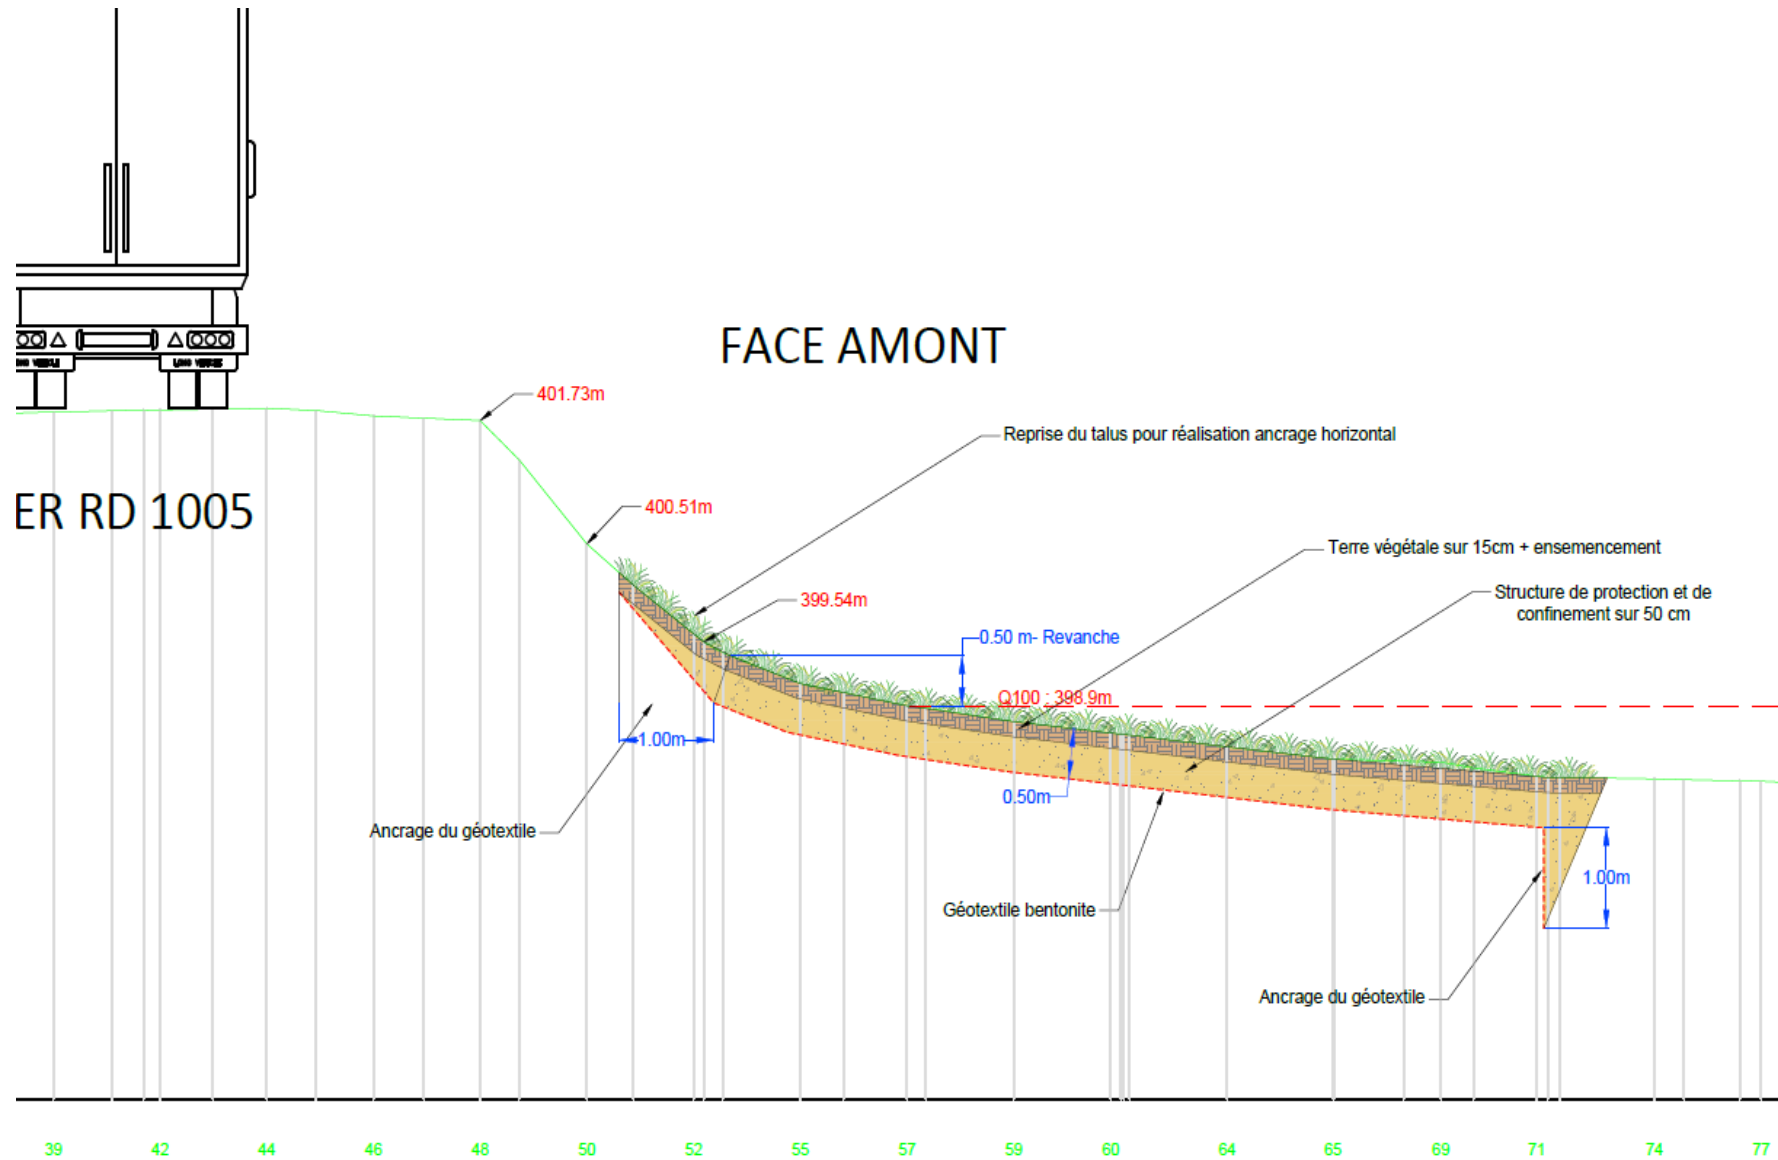 FACE AMONT
401.73m
Reprise du talus pour réalisation ancrage horizontal
ER RD 1005
400.51m
Terre végétale sur 15cm + ensemencement
Structure de protection et de
confinement sur 50 cm
399.54m
0.50 m- Revanche
Q100 : 398.9m
1.00m
0.50m
Ancrage du géotextile
1.00m
Géotextile bentonite
Ancrage du géotextile
39 42 44 46 48 50 52 55 57 59 60 64 65 69 71 74 77